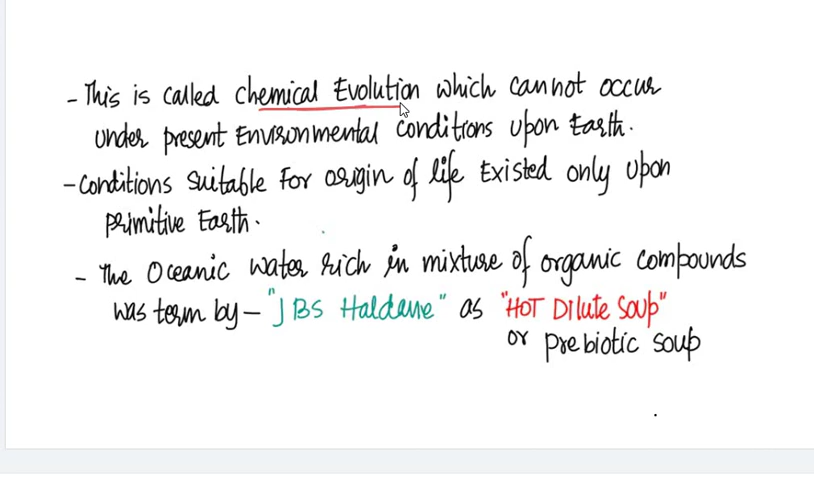 - This is called chemical Evolution which cannot occur
under present Environmental conditions upon Earth.
- Conditions suitable for origin of life Existed only upon
primitive Earth.
- The Oceanic water rich in mixture of organic compounds
was term by - "JBS Haldane" as "HOT Dilute Soup"
or prebiotic soup